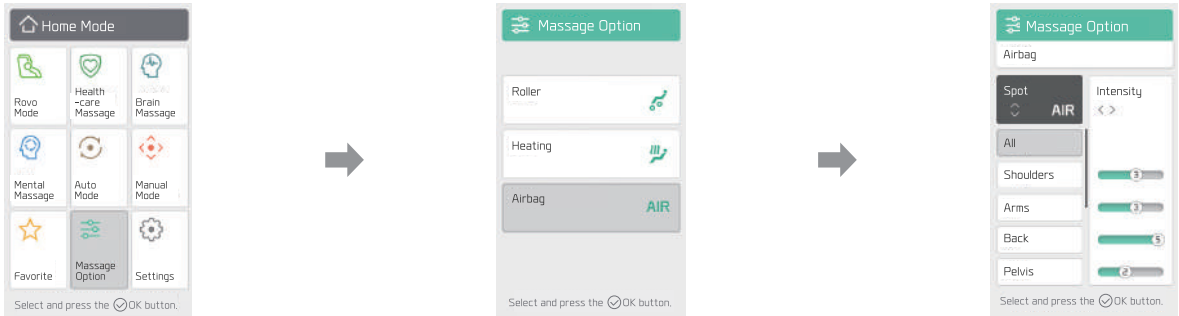 Home Mode
Rovo
Mode
Health
-care
Massage
Brain
Massage
Mental
Massage
Auto
Mode
Manual
Mode
Favorite
Massage
Option
Settings
Select and press the OK button.
Massage Option
Roller
Heating
Airbag
AIR
Select and press the OK button.
Massage Option
Airbag
Spot
AIR
Intensity
All
Shoulders
3
Arms
3
Back
5
Pelvis
2
Select and press the OK button.